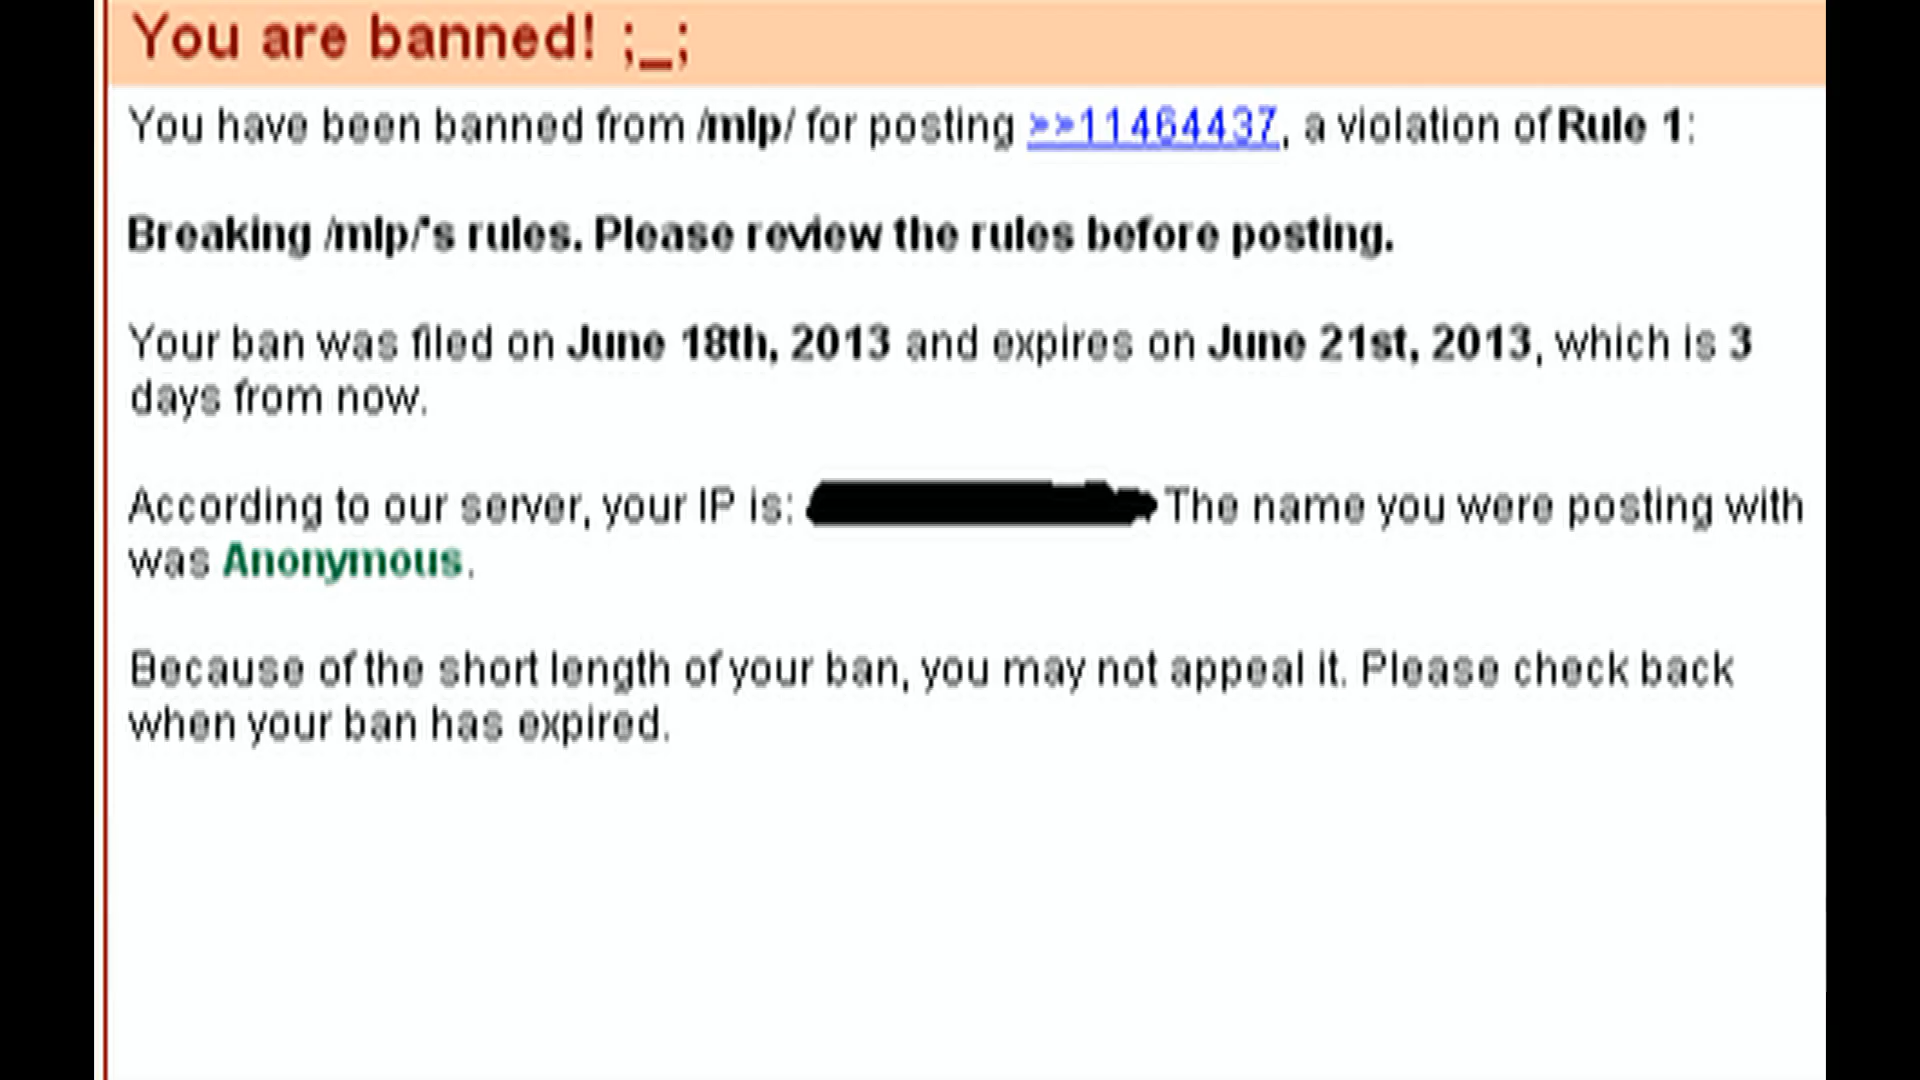 You are banned! ;_;
You have been banned from /mlp/ for posting >>11464437, a violation of Rule 1:
Breaking /mlp/'s rules. Please review the rules before posting.
Your ban was filed on June 18th, 2013 and expires on June 21st, 2013, which is 3
days from now.
According to our server, your IP is: The name you were posting with
was Anonymous.
Because of the short length of your ban, you may not appeal it. Please check back
when your ban has expired.